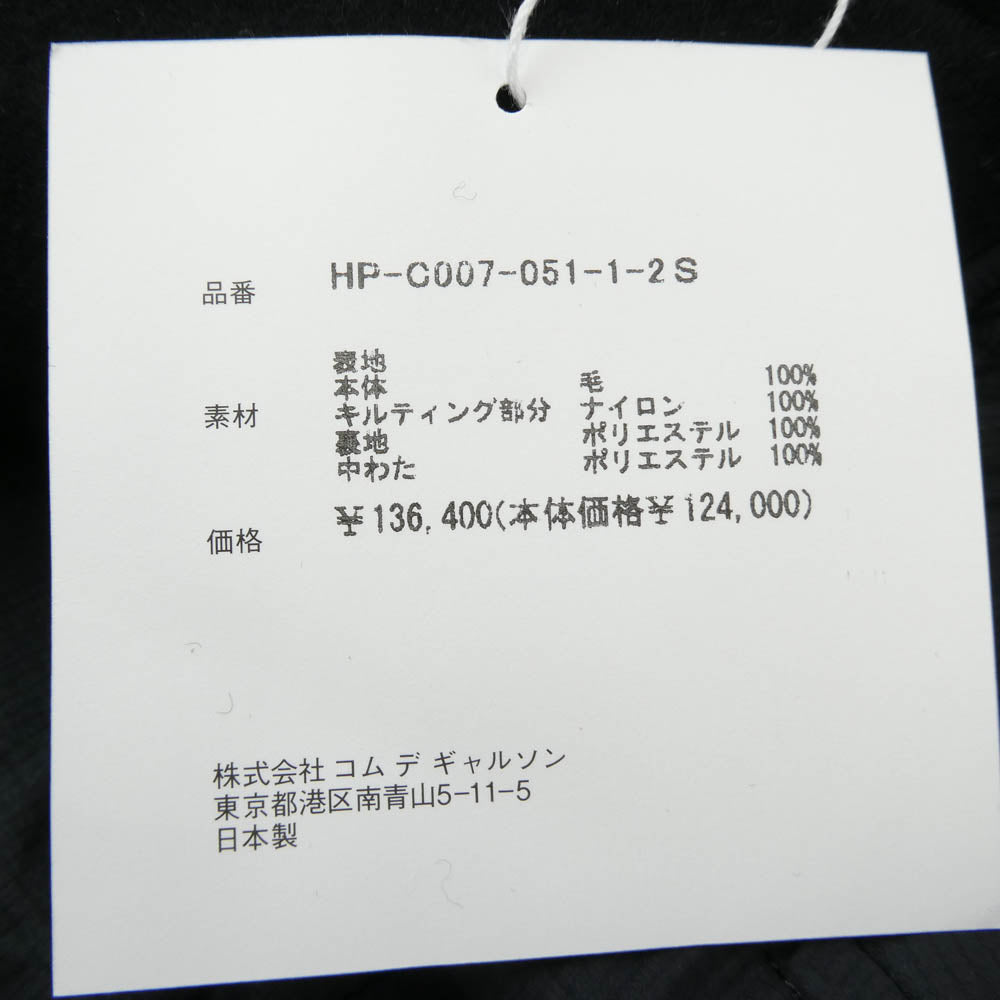 品番 HP-C007-051-1-2S
表地
本体 毛 100%
素材 キルティング部分 ナイロン 100%
裏地 ポリエステル 100%
中わた ポリエステル 100%
価格 ¥136,400(本体価格¥124,000)
株式会社 コム デ ギャルソン
東京都港区南青山5-11-5
日本製